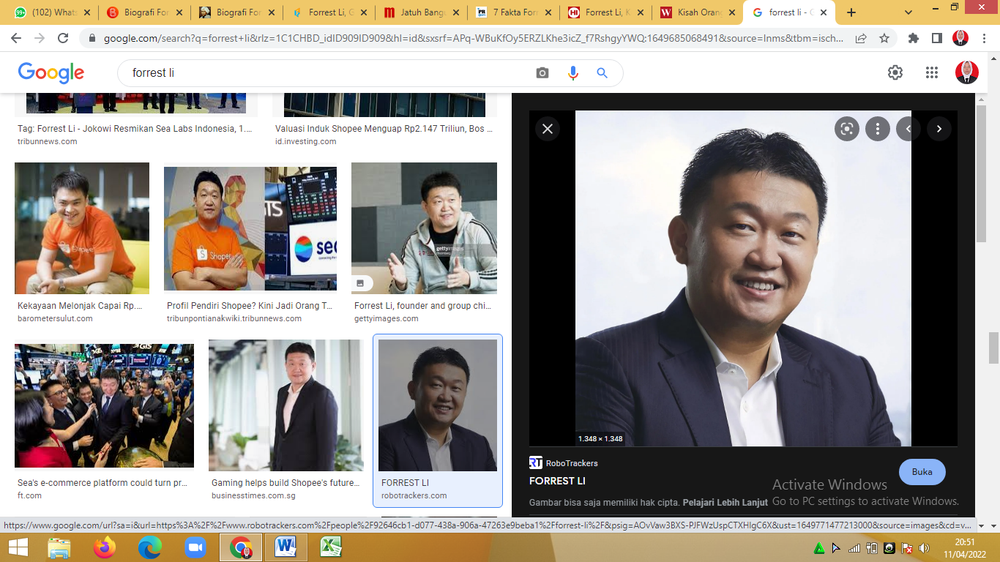 (102) What
Biografi For
Biografi For
Forrest Li, G
Jatuh Bangu
7 Fakta Forr
Forrest Li, K
Kisah Orang
forrest li - G
google.com/search?q=forrest+li&rlz=1C1CHBD_idID909ID909&hl=id&sxsrf=APq-WBuKfOy5ERZLKhe3icZ_f7RshgyYWQ:1649685068491&source=lnms&tbm=isch...
Google
forrest li
Tag: Forrest Li - Jokowi Resmikan Sea Labs Indonesia, 1....
tribunnews.com
Valuasi Induk Shopee Menguap Rp2.147 Triliun, Bos ...
id.investing.com
Shopee
Shopee
GIS
sea
gettyimages
Kekayaan Melonjak Capai Rp....
barometersulut.com
Profil Pendiri Shopee? Kini Jadi Orang T...
tribunpontianakwiki.tribunnews.com
Forrest Li, founder and group chi...
gettyimages.com
Sea's e-commerce platform could turn pr...
ft.com
Gaming helps build Shopee's future...
businesstimes.com.sg
FORREST LI
robotrackers.com
1.348 × 1.348
RT RoboTrackers
FORREST LI
Buka
Gambar bisa saja memiliki hak cipta. Pelajari Lebih Lanjut
Activate Windows
Go to PC settings to activate Windows.
https://www.google.com/url?sa=i&url=https%3A%2F%2Fwww.robotrackers.com%2Fpeople%2F92646cb1-d077-438a-906a-47263e9beba1%2Fforrest-li%2F&psig=AOvVaw3BXS-PJFWzUspCTXHIgC6X&ust=1649771477213000&source=images&cd=v...
20:51
11/04/2022